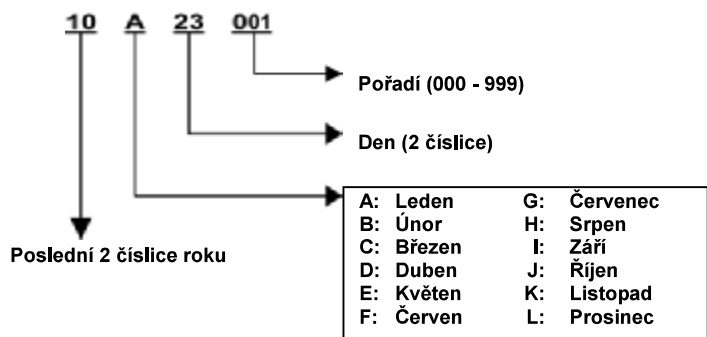 10 A 23 001
Pořadí (000 - 999)
Den (2 číslice)
A: Leden G: Červenec
B: Únor H: Srpen
C: Březen I: Září
D: Duben J: Říjen
E: Květen K: Listopad
F: Červen L: Prosinec
Poslední 2 číslice roku